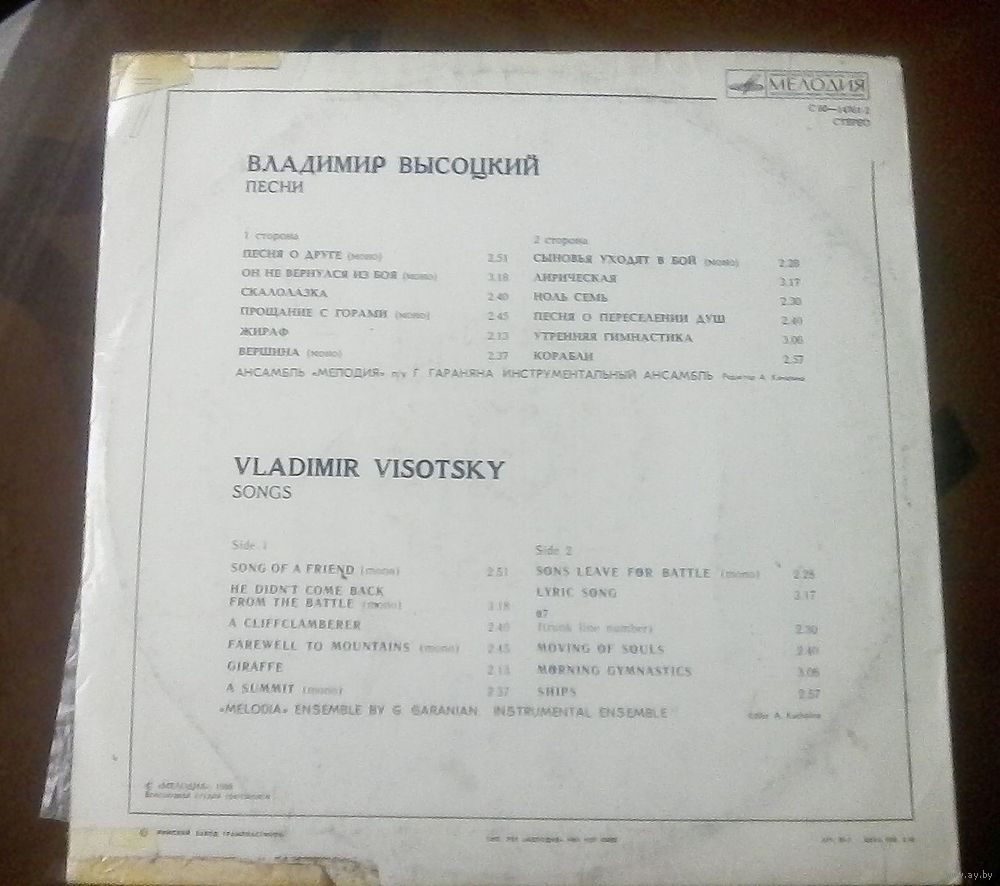 МЕЛОДИЯ
СТЕРЕО
ВЛАДИМИР ВЫСОЦКИЙ
ПЕСНИ
1 сторона
ПЕСНЯ О ДРУГЕ (моно) 2.51
ОН НЕ ВЕРНУЛСЯ ИЗ БОЯ (моно) 3.18
СКАЛОЛАЗКА 2.40
ПРОЩАНИЕ С ГОРАМИ (моно) 2.45
ЖИРАФ 2.13
ВЕРШИНА (моно) 2.37
2 сторона
СЫНОВЬЯ УХОДЯТ В БОЙ (моно) 2.28
ЛИРИЧЕСКАЯ 3.17
НОЛЬ СЕМЬ 2.30
ПЕСНЯ О ПЕРЕСЕЛЕНИИ ДУШ 2.40
УТРЕННЯЯ ГИМНАСТИКА 3.06
КОРАБЛИ 2.57
АНСАМБЛЬ «МЕЛОДИЯ» п/у Г. ГАРАНЯНА ИНСТРУМЕНТАЛЬНЫЙ АНСАМБЛЬ Редактор А.
VLADIMIR VISOTSKY
SONGS
Side 1
SONG OF A FRIEND (mono) 2.51
HE DIDN'T COME BACK
FROM THE BATTLE (mono) 3.18
A CLIFFCLAMBERER 2.40
FAREWELL TO MOUNTAINS (mono) 2.45
GIRAFFE 2.13
A SUMMIT (mono) 2.37
Side 2
SONS LEAVE FOR BATTLE (mono) 2.28
LYRIC SONG 3.17
07
(trunk line number) 2.30
MOVING OF SOULS 2.40
MORNING GYMNASTICS 3.06
SHIPS 2.57
«MELODIA» ENSEMBLE BY G. GARANIAN. INSTRUMENTAL ENSEMBLE Editor A.
© «МЕЛОДИЯ», 1980
ЗАВОД ГРАМПЛАСТИНОК